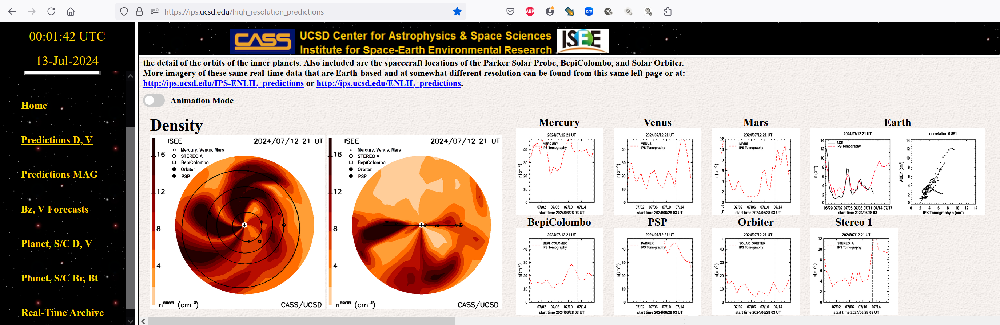 https://ips.ucsd.edu/high_resolution_predictions
ABP
zm
00:01:42 UTC
13-Jul-2024
Home
Predictions D, V
Predictions MAG
Bz, V Forecasts
Planet, S/C D, V
Planet, S/C Br, Bt
Real-Time Archive
CASS
UCSD Center for Astrophysics & Space Sciences
Institute for Space-Earth Environmental Research
ISEE
the detail of the orbits of the inner planets. Also included are the spacecraft locations of the Parker Solar Probe, BepiColombo, and Solar Orbiter.
More imagery of these same real-time data that are Earth-based and at somewhat different resolution can be found from this same left page or at:
http://ips.ucsd.edu/IPS-ENLIL_predictions or http://ips.ucsd.edu/ENLIL_predictions.
Animation Mode
Density
ISEE 2024/07/12 21 UT
Mercury, Venus, Mars
STEREO A
BepiColombo
Orbiter
PSP
16
12
8
4
n^norm (cm^-3) CASS/UCSD
ISEE 2024/07/12 21 UT
Mercury, Venus, Mars
STEREO A
BepiColombo
Orbiter
PSP
16
12
8
4
n^norm (cm^-3) CASS/UCSD
Mercury
2024/07/12 21 UT
MERCURY
IPS Tomography
40
30
20
10
0
n(cm^-3)
07/02 07/06 07/10 07/14
start time 2024/06/28 03 UT
Venus
2024/07/12 21 UT
VENUS
IPS Tomography
40
30
20
10
0
n(cm^-3)
07/02 07/06 07/10 07/14
start time 2024/06/28 03 UT
Mars
2024/07/12 21 UT
MARS
IPS Tomography
12
10
8
6
4
2
0
n(cm^-3)
07/02 07/06 07/10 07/14
start time 2024/06/28 03 UT
Earth
2024/07/12 21 UT
ACE
IPS Tomography
14
12
10
8
6
4
2
0
06/29 07/02 07/05 07/08 07/11 07/14 07/17
start time 2024/06/28 03
correlation 0.851
14
12
10
8
6
4
2
0
0 2 4 6 8 10 12 14
BepiColombo
2024/07/12 21 UT
BEPI_COLOMBO
IPS Tomography
40
30
20
10
0
n(cm^-3)
07/02 07/06 07/10 07/14
start time 2024/06/28 03 UT
PSP
2024/07/12 21 UT
PARKER
IPS Tomography
40
30
20
10
0
n(cm^-3)
07/02 07/06 07/10 07/14
start time 2024/06/28 03 UT
Orbiter
2024/07/12 21 UT
SOLAR_ORBITER
IPS Tomography
40
30
20
10
0
n(cm^-3)
07/02 07/06 07/10 07/14
start time 2024/06/28 03 UT
Stereo 1
2024/07/12 21 UT
STEREO_A
IPS Tomography
12
10
8
6
4
2
0
n(cm^-3)
07/02 07/06 07/10 07/14
start time 2024/06/28 03 UT